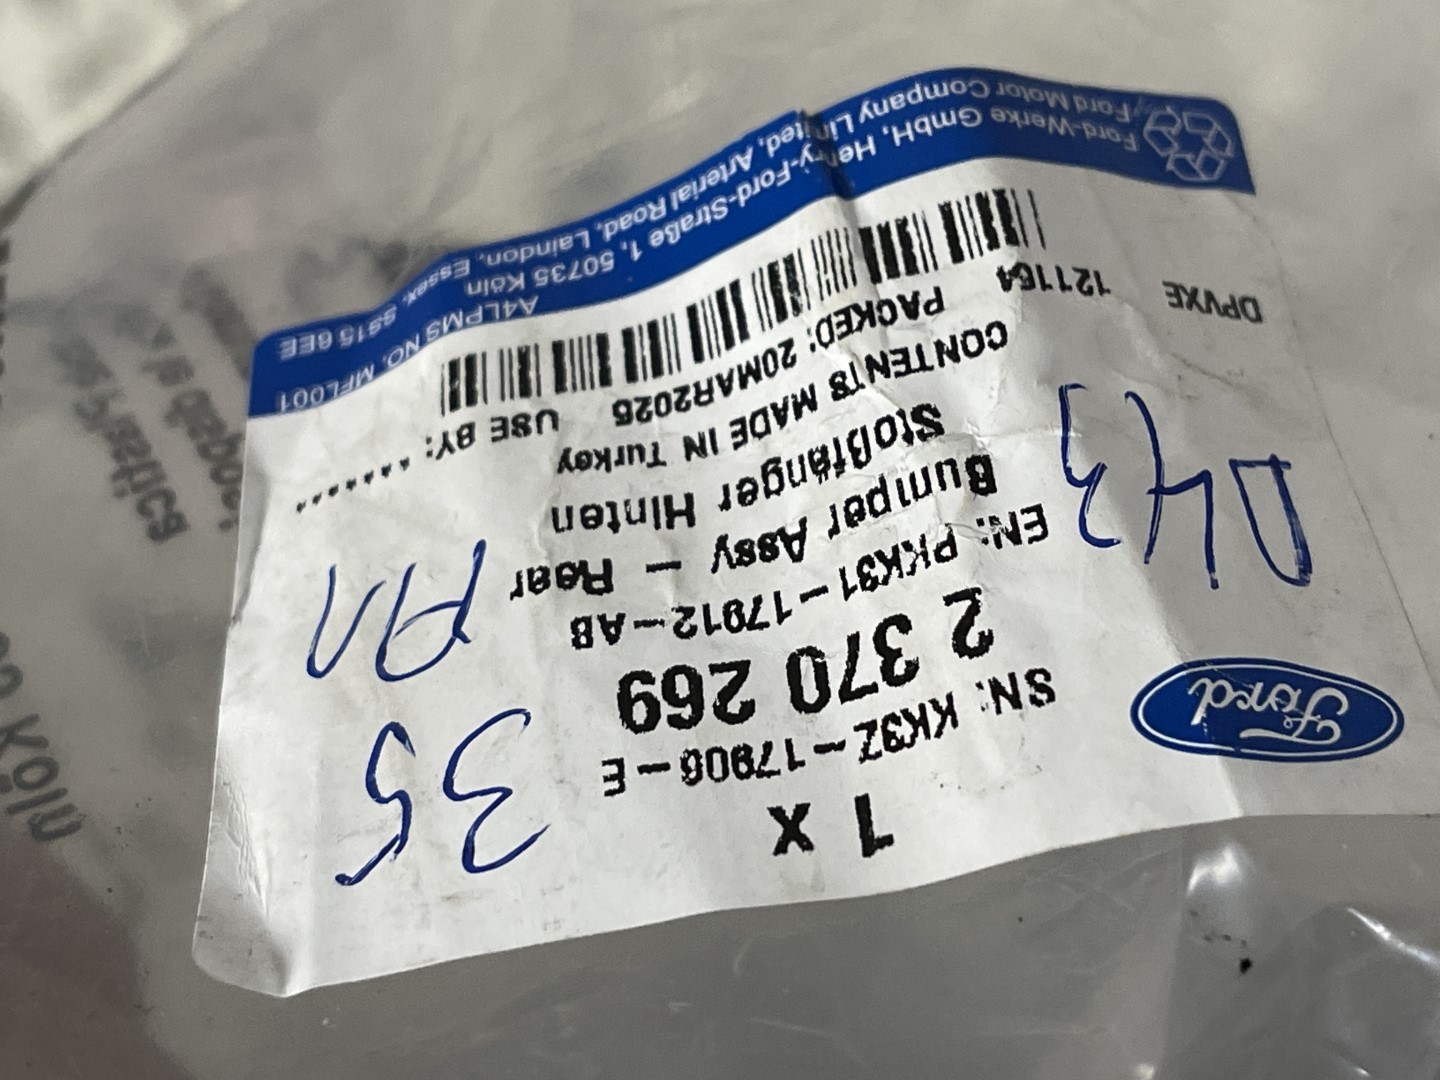 1 x
SN: KK3Z-17906-E
2 370 269
EN: PKK31-17912-AB
Bumper Assy - Rear
Stoßfänger Hinten
CONTENTS MADE IN Turkey
PACKED: 20MAR2025 USE BY: ********
DPVXE 121164
Ford
35
D43
Ford-Werke GmbH, Henry-Ford-Straße 1, 50735 Köln
Ford Motor Company Limited, Arterial Road, Laindon, Essex, SS15 6EE
A4LPMS NO. MFL001